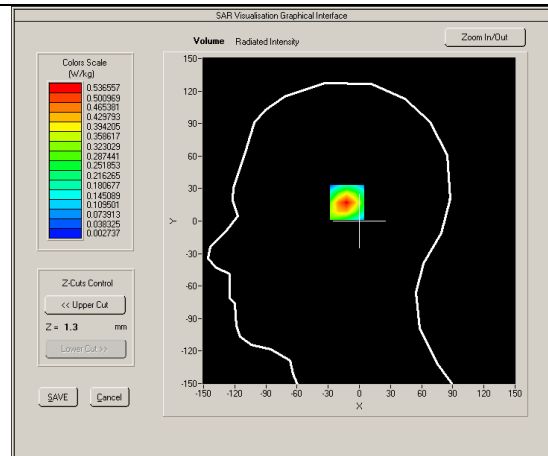 SAR Visualisation Graphical Interface
Volume Radiated Intensity
Zoom In/Out
Colors Scale
(W/kg)
0.536557
0.500969
0.465381
0.429793
0.394205
0.358617
0.323029
0.287441
0.251853
0.216265
0.180677
0.145089
0.109501
0.073913
0.038325
0.002737
Z-Cuts Control
<< Upper Cut
Z = 1.3 mm
Lower Cut >>
SAVE Cancel
150
120
90
60
30
0
-30
-60
-90
-120
-150
Y
-150 -120 -90 -60 -30 0 30 60 90 120 150
X